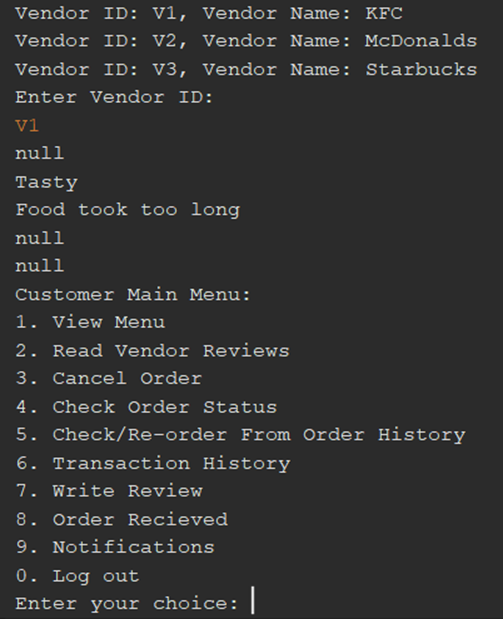 Vendor ID: V1, Vendor Name: KFC
Vendor ID: V2, Vendor Name: McDonalds
Vendor ID: V3, Vendor Name: Starbucks
Enter Vendor ID:
V1
null
Tasty
Food took too long
null
null
Customer Main Menu:
1. View Menu
2. Read Vendor Reviews
3. Cancel Order
4. Check Order Status
5. Check/Re-order From Order History
6. Transaction History
7. Write Review
8. Order Recieved
9. Notifications
0. Log out
Enter your choice: